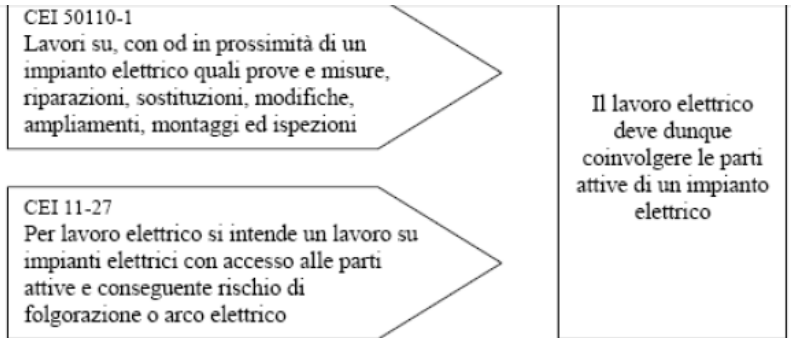 CEI 50110-1
Lavori su, con od in prossimità di un
impianto elettrico quali prove e misure,
riparazioni, sostituzioni, modifiche,
ampliamenti, montaggi ed ispezioni
CEI 11-27
Per lavoro elettrico si intende un lavoro su
impianti elettrici con accesso alle parti
attive e conseguente rischio di
folgorazione o arco elettrico
Il lavoro elettrico
deve dunque
coinvolgere le parti
attive di un impianto
elettrico